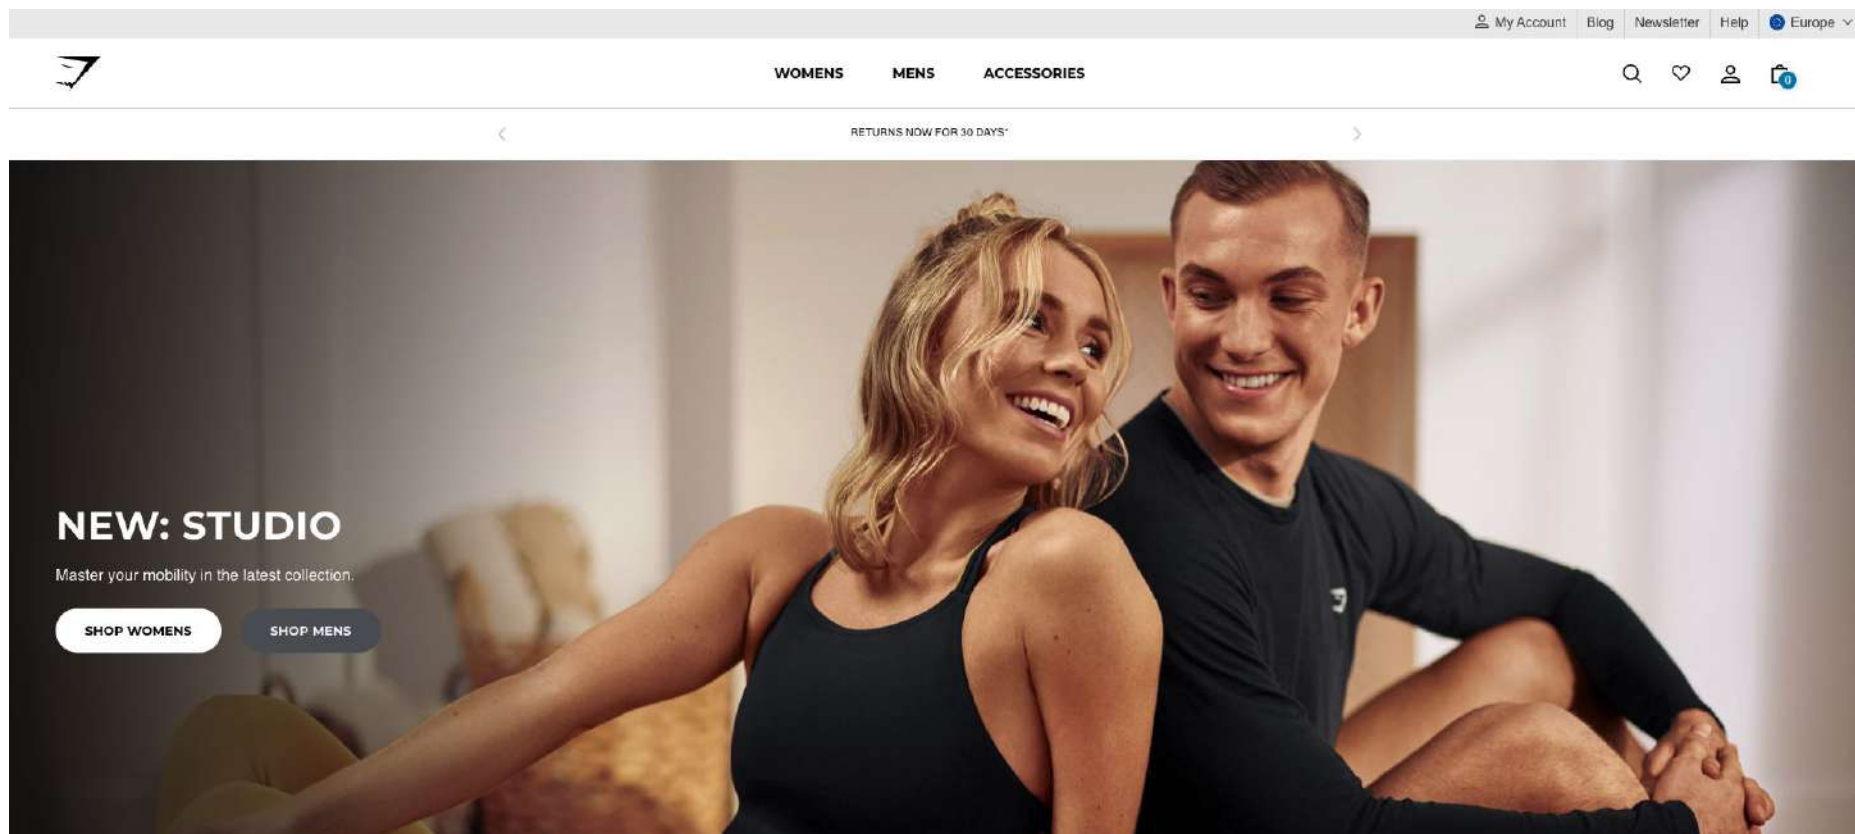 My Account Blog Newsletter Help Europe
WOMENS MENS ACCESSORIES
0
RETURNS NOW FOR 30 DAYS*
NEW: STUDIO
Master your mobility in the latest collection.
SHOP WOMENS SHOP MENS